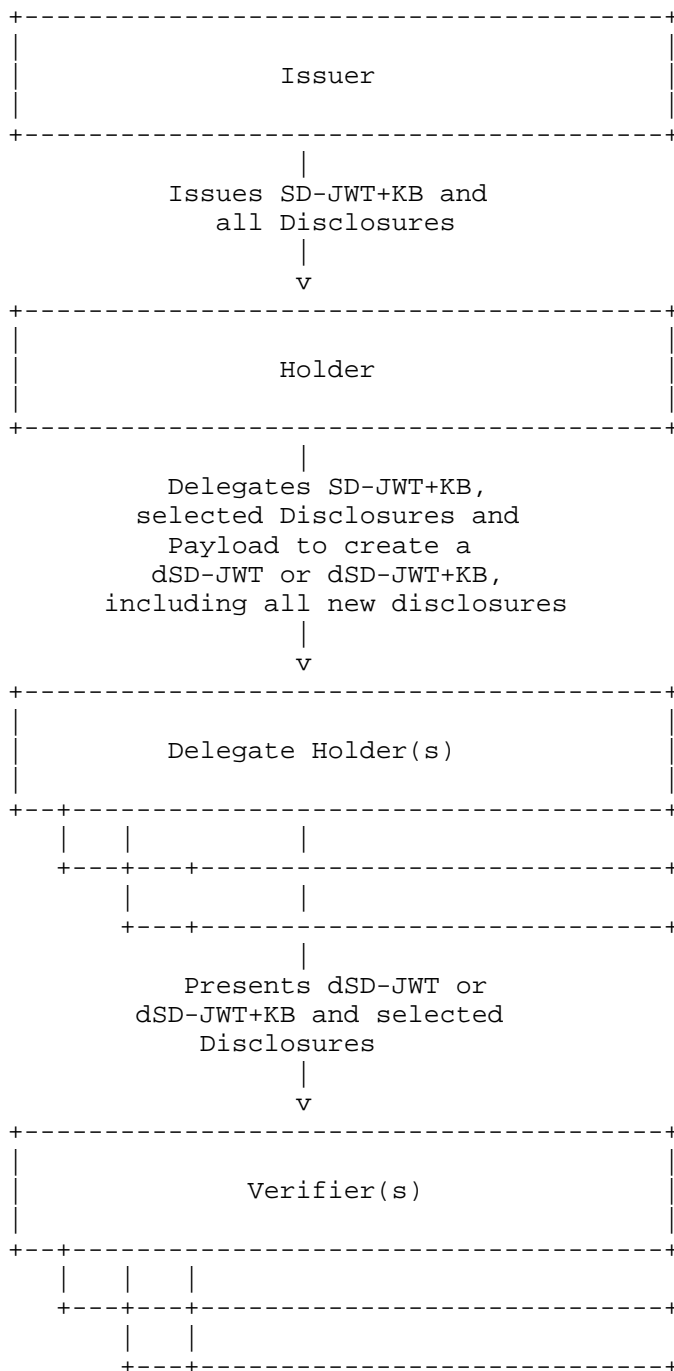 Issuer
Issues SD-JWT+KB and
all Disclosures
v
Holder
Delegates SD-JWT+KB,
selected Disclosures and
Payload to create a
dSD-JWT or dSD-JWT+KB,
including all new disclosures
v
Delegate Holder(s)
Presents dSD-JWT or
dSD-JWT+KB and selected
Disclosures
v
Verifier(s)